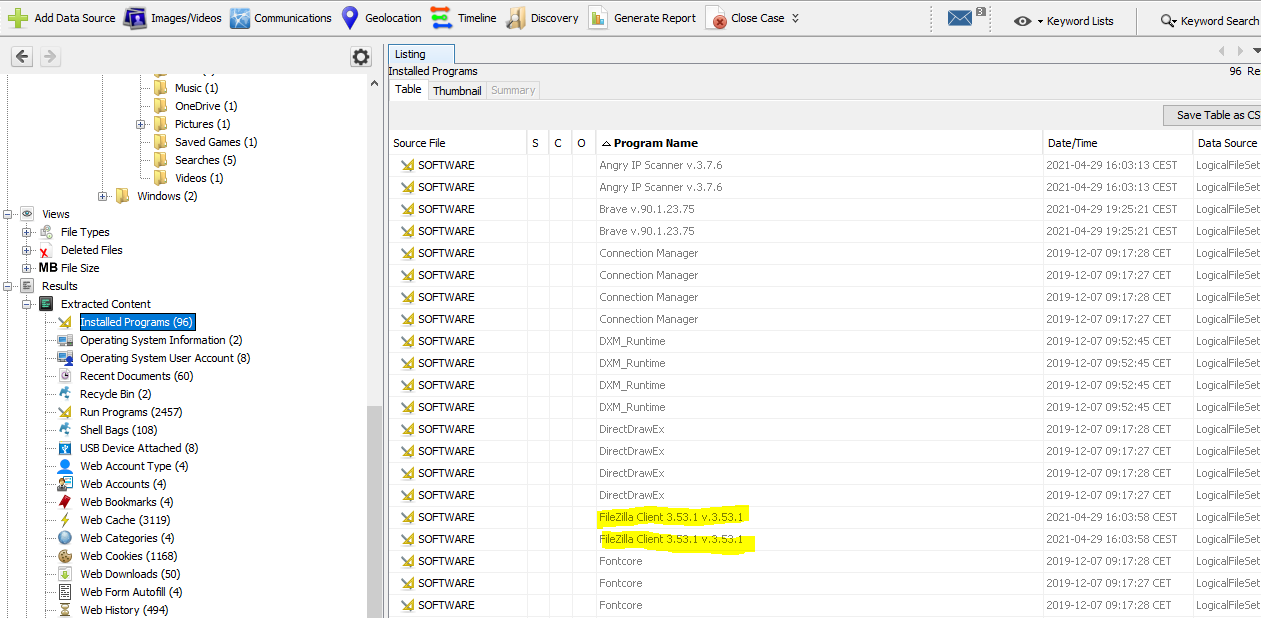 Add Data Source Images/Videos Communications Geolocation Timeline Discovery Generate Report Close Case 3 Keyword Lists Keyword Search
Music (1)
OneDrive (1)
Pictures (1)
Saved Games (1)
Searches (5)
Videos (1)
Windows (2)
Views
File Types
Deleted Files
MB File Size
Results
Extracted Content
Installed Programs (96)
Operating System Information (2)
Operating System User Account (8)
Recent Documents (60)
Recycle Bin (2)
Run Programs (2457)
Shell Bags (108)
USB Device Attached (8)
Web Account Type (4)
Web Accounts (4)
Web Bookmarks (4)
Web Cache (3119)
Web Categories (4)
Web Cookies (1168)
Web Downloads (50)
Web Form Autofill (4)
Web History (494)
Listing
Installed Programs 96 Re
Table Thumbnail Summary
Save Table as CS
Source File S C O Program Name Date/Time Data Source
SOFTWARE Angry IP Scanner v.3.7.6 2021-04-29 16:03:13 CEST LogicalFileSet
SOFTWARE Angry IP Scanner v.3.7.6 2021-04-29 16:03:13 CEST LogicalFileSet
SOFTWARE Brave v.90.1.23.75 2021-04-29 19:25:21 CEST LogicalFileSet
SOFTWARE Brave v.90.1.23.75 2021-04-29 19:25:21 CEST LogicalFileSet
SOFTWARE Connection Manager 2019-12-07 09:17:28 CET LogicalFileSet
SOFTWARE Connection Manager 2019-12-07 09:17:27 CET LogicalFileSet
SOFTWARE Connection Manager 2019-12-07 09:17:28 CET LogicalFileSet
SOFTWARE Connection Manager 2019-12-07 09:17:27 CET LogicalFileSet
SOFTWARE DXM_Runtime 2019-12-07 09:52:45 CET LogicalFileSet
SOFTWARE DXM_Runtime 2019-12-07 09:52:45 CET LogicalFileSet
SOFTWARE DXM_Runtime 2019-12-07 09:52:45 CET LogicalFileSet
SOFTWARE DXM_Runtime 2019-12-07 09:52:45 CET LogicalFileSet
SOFTWARE DirectDrawEx 2019-12-07 09:17:28 CET LogicalFileSet
SOFTWARE DirectDrawEx 2019-12-07 09:17:27 CET LogicalFileSet
SOFTWARE DirectDrawEx 2019-12-07 09:17:28 CET LogicalFileSet
SOFTWARE DirectDrawEx 2019-12-07 09:17:27 CET LogicalFileSet
SOFTWARE FileZilla Client 3.53.1 v.3.53.1 2021-04-29 16:03:58 CEST LogicalFileSet
SOFTWARE FileZilla Client 3.53.1 v.3.53.1 2021-04-29 16:03:58 CEST LogicalFileSet
SOFTWARE Fontcore 2019-12-07 09:17:28 CET LogicalFileSet
SOFTWARE Fontcore 2019-12-07 09:17:27 CET LogicalFileSet
SOFTWARE Fontcore 2019-12-07 09:17:28 CET LogicalFileSet